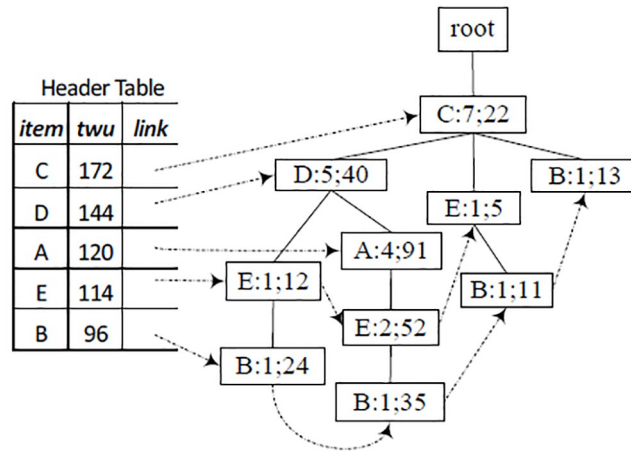 root
Header Table
item twu link
C 172
D 144
A 120
E 114
B 96
C:7;22
D:5;40
B:1;13
E:1;5
A:4;91
E:1;12
B:1;11
E:2;52
B:1;24
B:1;35